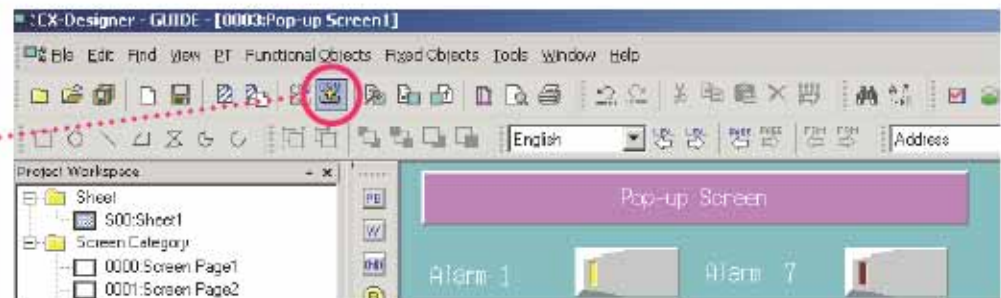 CX-Designer - GUIDE - [0003:Pop-up Screen1]
File Edit Find View PT Functional Objects Fixed Objects Tools Window Help
English Address
Project Workspace
Sheet
S00:Sheet1
Screen Category
0000:Screen Page1
0001:Screen Page2
PB
W
Pop-up Screen
Alarm 1 Alarm 7